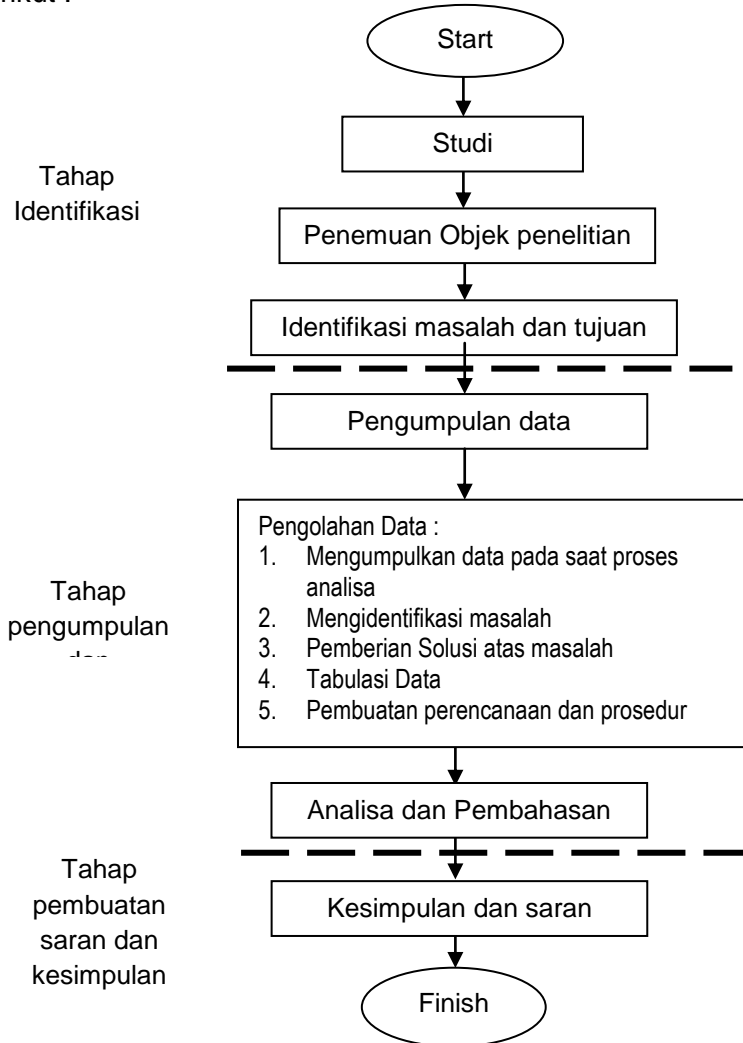 Start
Studi
Tahap
Identifikasi
Penemuan Objek penelitian
Identifikasi masalah dan tujuan
Pengumpulan data
Pengolahan Data :
1. Mengumpulkan data pada saat proses
analisa
2. Mengidentifikasi masalah
3. Pemberian Solusi atas masalah
4. Tabulasi Data
5. Pembuatan perencanaan dan prosedur
Tahap
pengumpulan
Analisa dan Pembahasan
Tahap
pembuatan
saran dan
kesimpulan
Kesimpulan dan saran
Finish